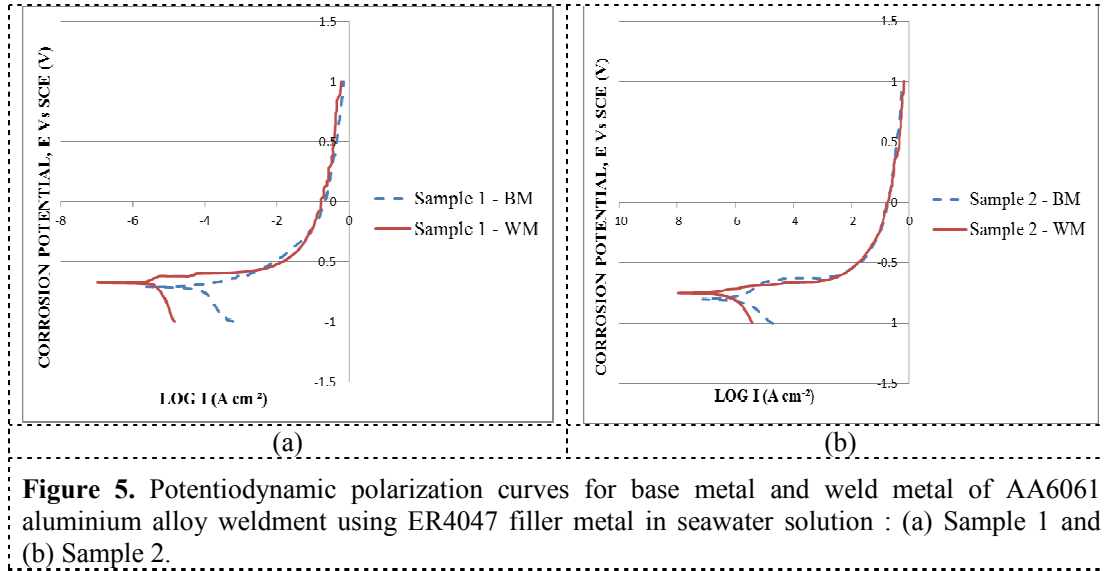 CORROSION POTENTIAL, E Vs SCE (V)
1.5
1
0.5
0
-8 -6 -4 -2 0
0.5
-1
-1.5
LOG I (A cm ²)
Sample 1 - BM
Sample 1 - WM
(a)
CORROSION POTENTIAL, E Vs SCE (V)
1.5
1
0.5
0
10 8 6 4 2 0
-0.5
-1
-1.5
LOG I (A cm⁻²)
Sample 2 - BM
Sample 2 - WM
(b)
Figure 5. Potentiodynamic polarization curves for base metal and weld metal of AA6061
aluminium alloy weldment using ER4047 filler metal in seawater solution : (a) Sample 1 and
(b) Sample 2.